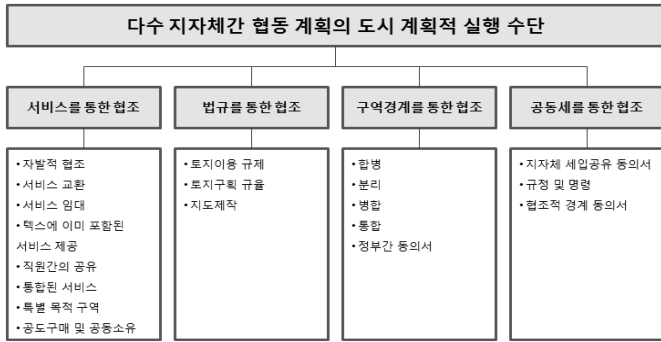 다수 지자체간 협동 계획의 도시 계획적 실행 수단
서비스를 통한 협조
• 자발적 협조
• 서비스 교환
• 서비스 임대
• 텍스에 이미 포함된
서비스 제공
• 직원간의 공유
• 통합된 서비스
• 특별 목적 구역
• 공도구매 및 공동소유
법규를 통한 협조
• 토지이용 규제
• 토지구획 규율
• 지도제작
구역경계를 통한 협조
• 합병
• 분리
• 병합
• 통합
• 정부간 동의서
공동세를 통한 협조
• 지자체 세입공유 동의서
• 규정 및 명령
• 협조적 경계 동의서